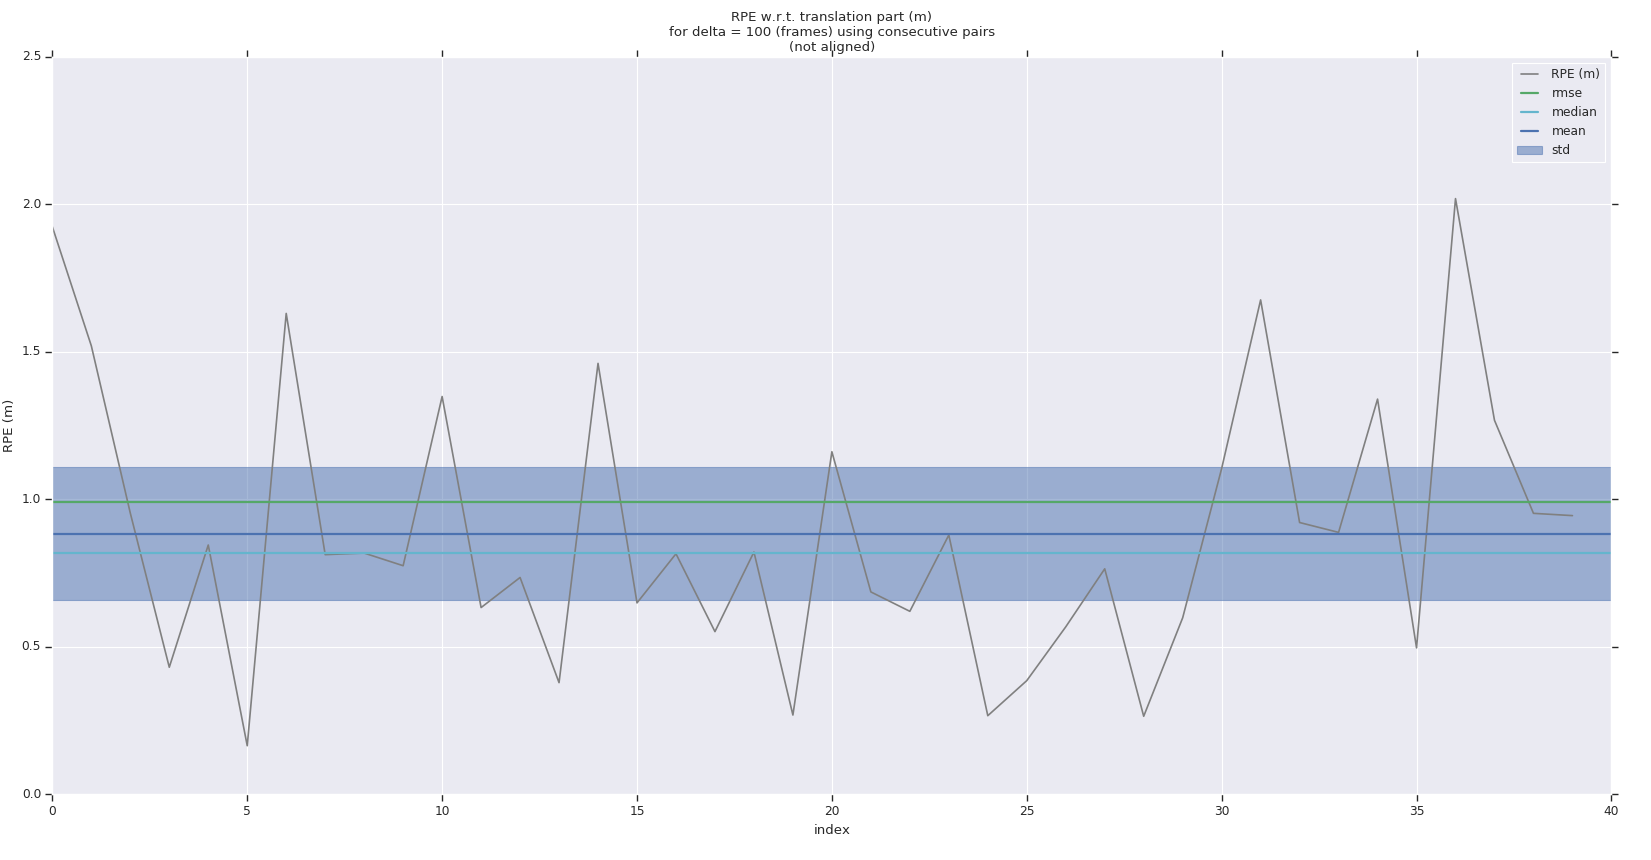 RPE w.r.t. translation part (m)
for delta = 100 (frames) using consecutive pairs
(not aligned)
RPE (m)
rmse
median
mean
std
2.5
2.0
1.5
1.0
0.5
0.0
RPE (m)
0 5 10 15 20 25 30 35 40
index